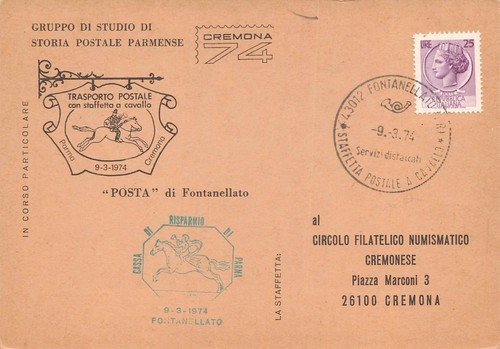 GRUPPO DI STUDIO DI
STORIA POSTALE PARMENSE
CREMONA
74
LIRE 25
TRASPORTO POSTALE
con staffetta a cavallo
Parma
Cremona
9-3-1974
43012 FONTANELLATO (PR)
-9.-3.74
Servizi distaccati
STAFFETTA POSTALE A CAVALLO
IN CORSO PARTICOLARE
"POSTA" di Fontanellato
CASSA DI RISPARMIO DI PARMA
9-3-1974
FONTANELLATO
LA STAFFETTA:
al
CIRCOLO FILATELICO NUMISMATICO
CREMONESE
Piazza Marconi 3
26100 CREMONA